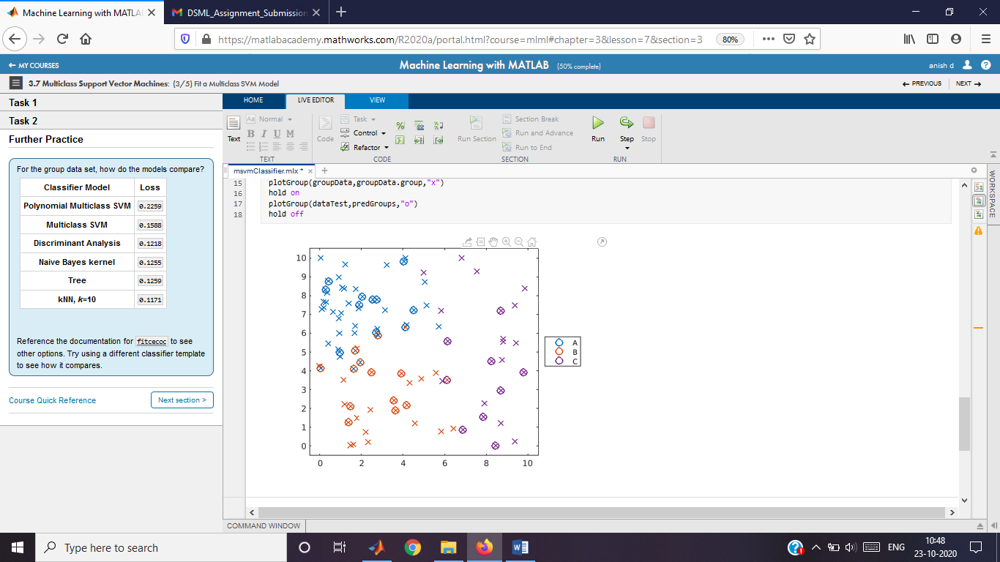 Machine Learning with MATLA
DSML_Assignment_Submission
https://matlabacademy.mathworks.com/R2020a/portal.html?course=mlml#chapter=3&lesson=7&section=3
80%
MY COURSES
Machine Learning with MATLAB (50% complete)
anish d
3.7 Multiclass Support Vector Machines: (3/5) Fit a Multiclass SVM Model
PREVIOUS
NEXT
Task 1
Task 2
Further Practice
For the group data set, how do the models compare?
Classifier Model Loss
Polynomial Multiclass SVM 0.2259
Multiclass SVM 0.1588
Discriminant Analysis 0.1218
Naive Bayes kernel 0.1255
Tree 0.1259
kNN, k=10 0.1171
Reference the documentation for fitcecoc to see
other options. Try using a different classifier template
to see how it compares.
Course Quick Reference
Next section >
HOME
LIVE EDITOR
VIEW
Text
Aa Normal
B I U M
TEXT
Code
Task
Control
Refactor
CODE
Run Section
Section Break
Run and Advance
Run to End
SECTION
Run
Step
Stop
RUN
msvmClassifier.mlx *
WORKSPACE
15 plotGroup(groupData,groupData.group,"x")
16 hold on
17 plotGroup(dataTest,predGroups,"o")
18 hold off
10
9
8
7
6
5
4
3
2
1
0
0 2 4 6 8 10
A
B
C
COMMAND WINDOW
Type here to search
ENG
10:48
23-10-2020